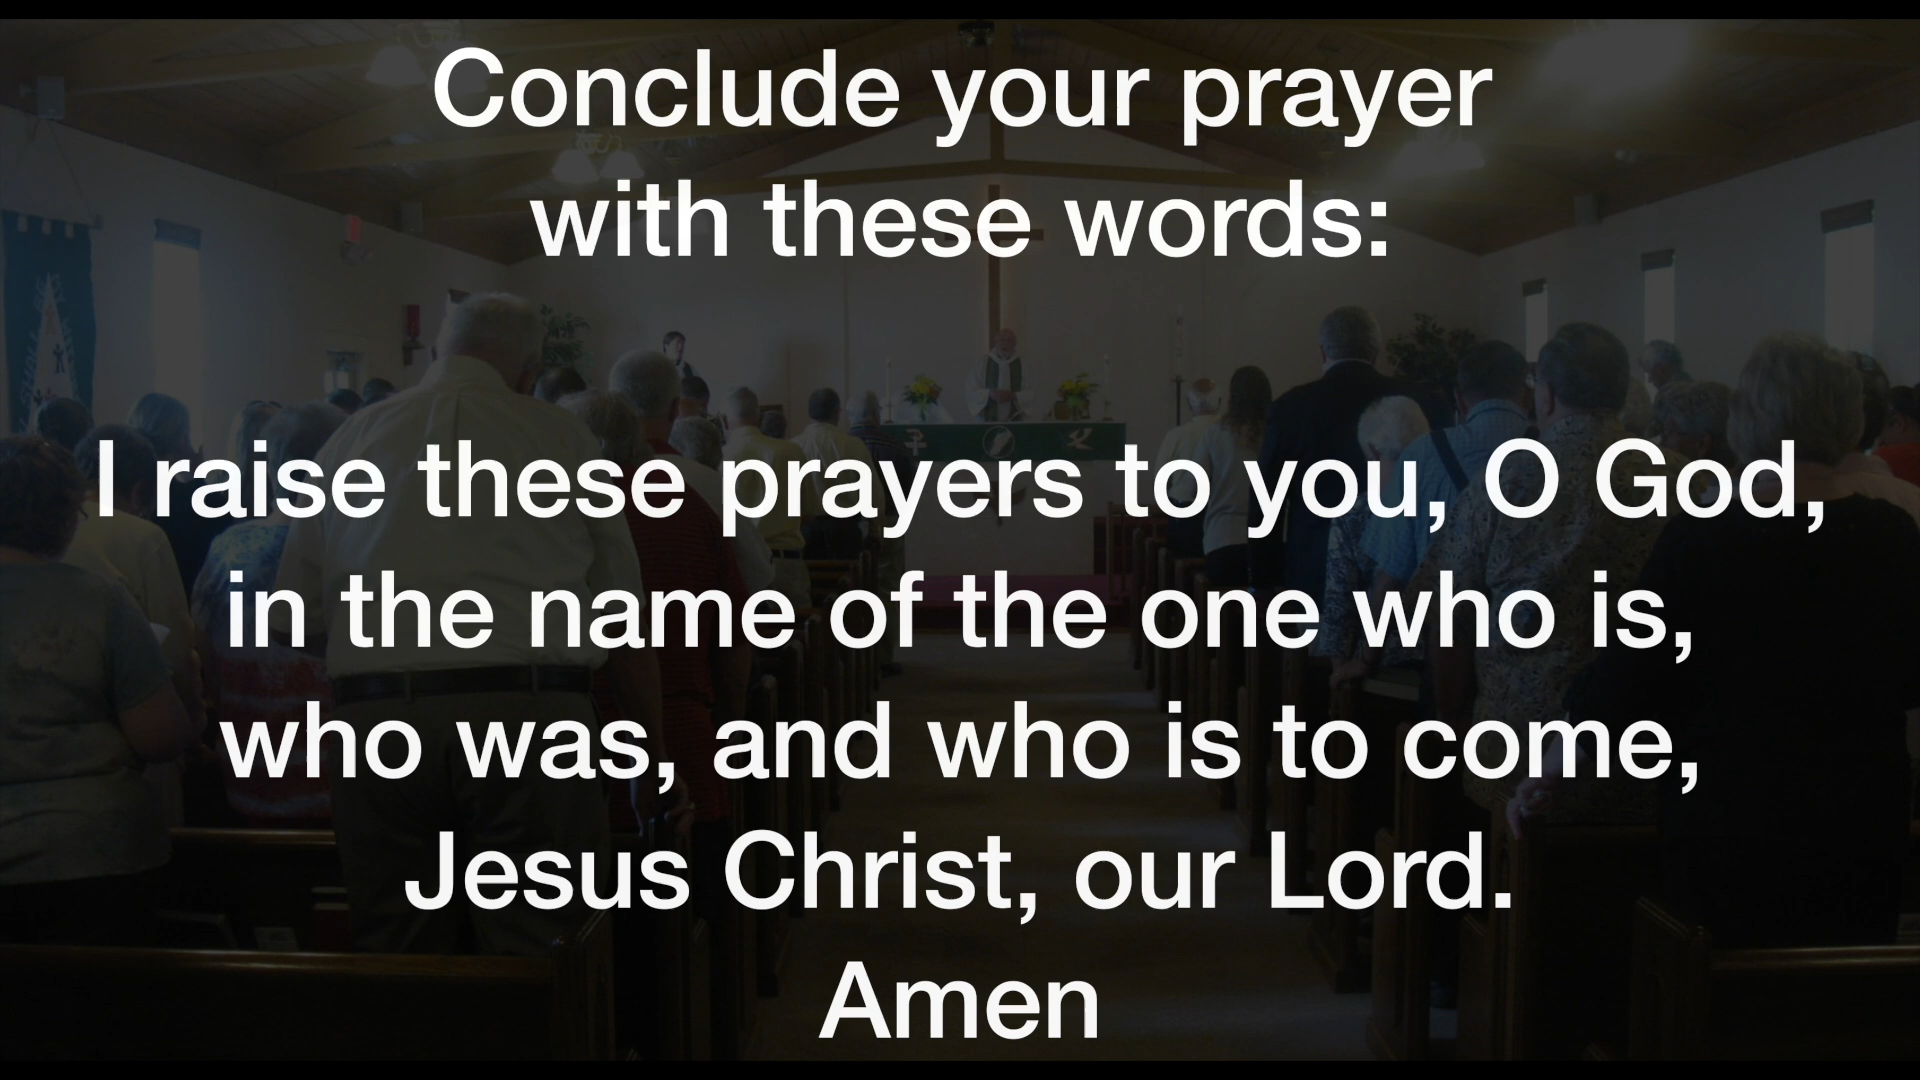 Conclude your prayer
with these words:
I raise these prayers to you, O God,
in the name of the one who is,
who was, and who is to come,
Jesus Christ, our Lord.
Amen